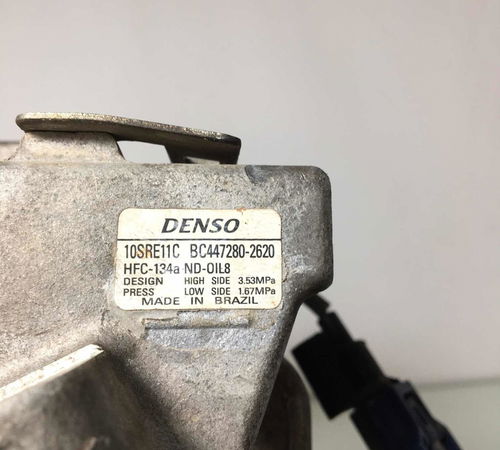 DENSO
10SRE11C BC447280-2620
HFC-134a ND-OIL8
DESIGN HIGH SIDE 3.53MPa
PRESS LOW SIDE 1.67MPa
MADE IN BRAZIL